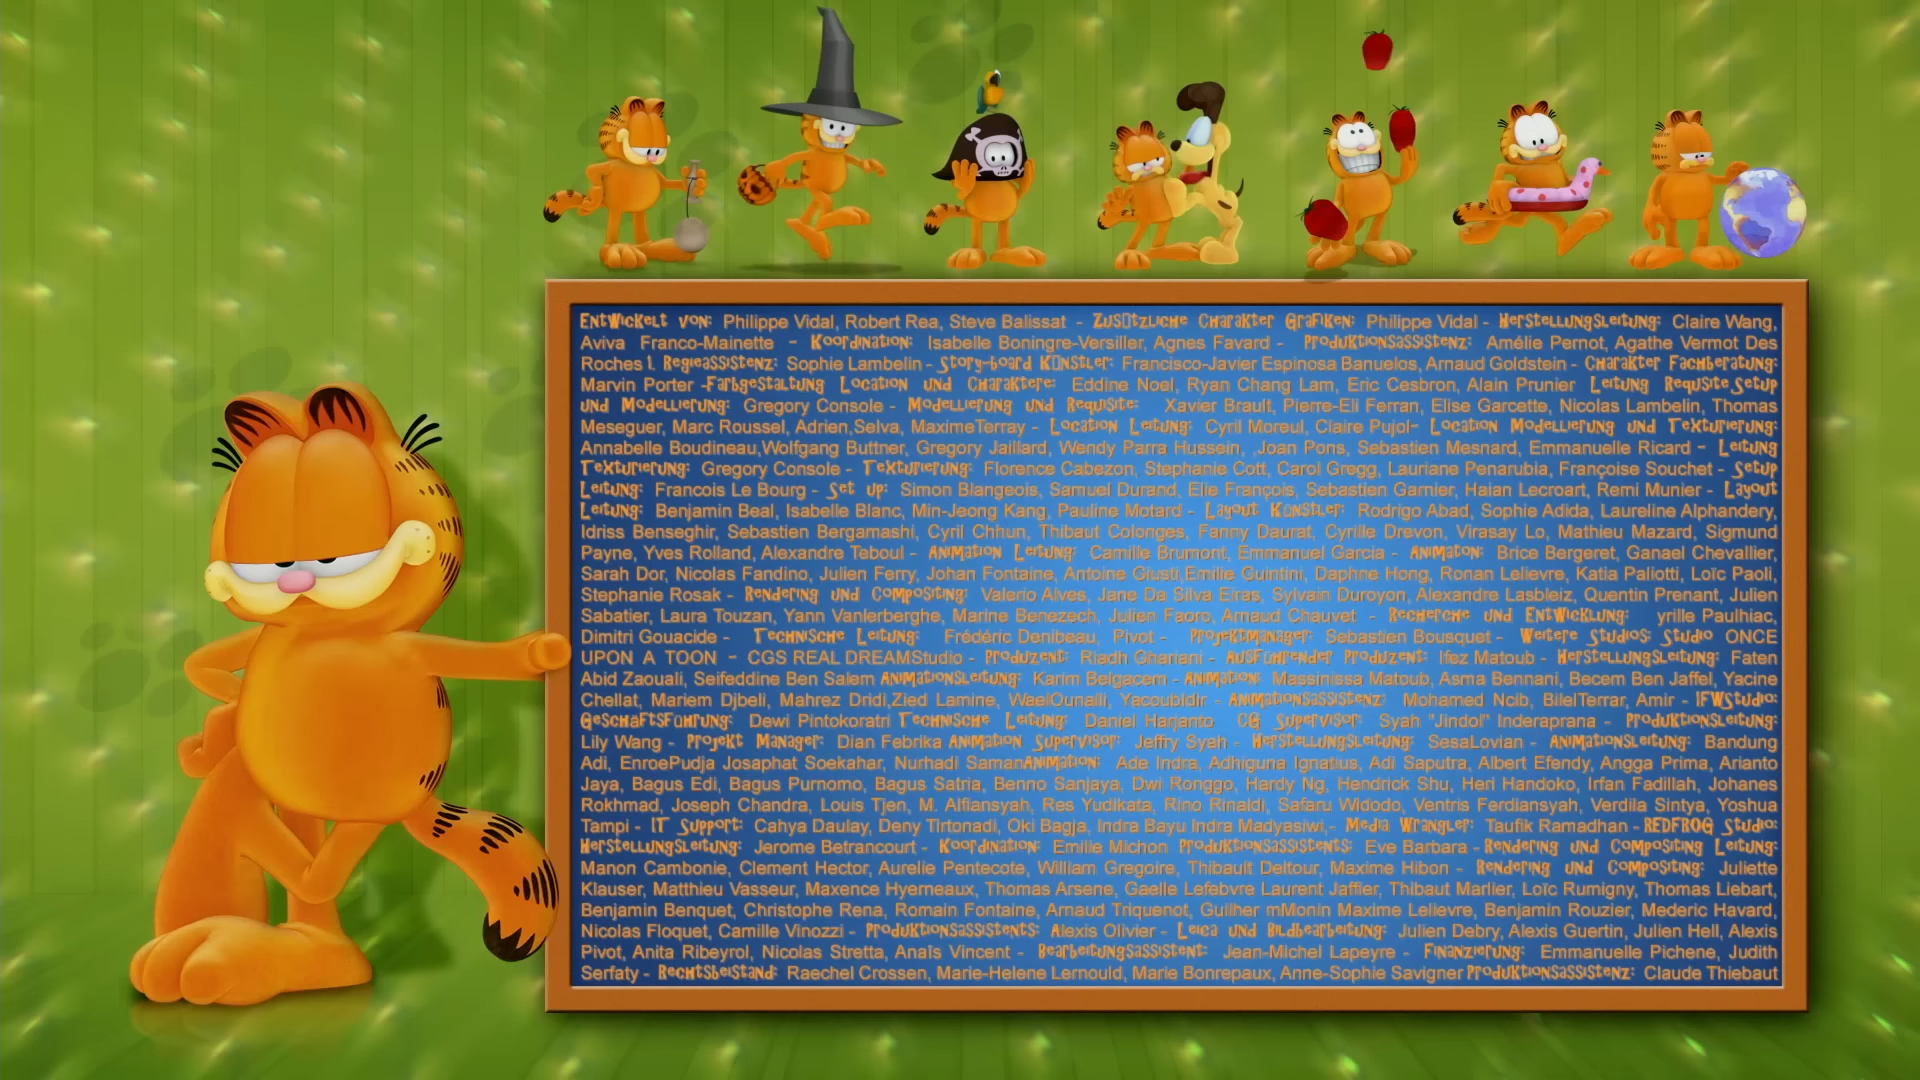 Entwickelt von: Philippe Vidal, Robert Rea, Steve Balissat - Zus▯tzliche Charakter Grafiken: Philippe Vidal - Herstellungsleitung: Claire Wang,
Aviva Franco-Mainette - Koordination: Isabelle Boningre-Versiller, Agnes Favard - Produktionsassistenz: Amélie Pernot, Agathe Vermot Des
Roches l. Regieassistenz: Sophie Lambelin - Story-board K▯nstler: Francisco-Javier Espinosa Banuelos, Arnaud Goldstein - Charakter Fachberatung:
Marvin Porter -Farbgestaltung Location und Charaktere: Eddine Noel, Ryan Chang Lam, Eric Cesbron, Alain Prunier Leitung Requsite,Setup
und Modellierung: Gregory Console - Modellierung und Requisite: Xavier Brault, Pierre-Eli Ferran, Elise Garcette, Nicolas Lambelin, Thomas
Meseguer, Marc Roussel, Adrien,Selva, MaximeTerray - Location Leitung: Cyril Moreul, Claire Pujol- Location Modellierung und Texturierung:
Annabelle Boudineau,Wolfgang Buttner, Gregory Jaillard, Wendy Parra Hussein, ,Joan Pons, Sebastien Mesnard, Emmanuelle Ricard - Leitung
Texturierung: Gregory Console - Texturierung: Florence Cabezon, Stephanie Cott, Carol Gregg, Lauriane Penarubia, Françoise Souchet - Setup
Leitung: Francois Le Bourg - Set up: Simon Blangeois, Samuel Durand, Elie François, Sebastien Garnier, Haian Lecroart, Remi Munier - Layout
Leitung: Benjamin Beal, Isabelle Blanc, Min-Jeong Kang, Pauline Motard - Layout Künstler: Rodrigo Abad, Sophie Adida, Laureline Alphandery,
Idriss Benseghir, Sebastien Bergamashi, Cyril Chhun, Thibaut Colonges, Fanny Daurat, Cyrille Drevon, Virasay Lo, Mathieu Mazard, Sigmund
Payne, Yves Rolland, Alexandre Teboul - Animation Leitung: Camille Brumont, Emmanuel Garcia - Animaton: Brice Bergeret, Ganael Chevallier,
Sarah Dor, Nicolas Fandino, Julien Ferry, Johan Fontaine, Antoine Giusti,Emilie Guintini, Daphne Hong, Ronan Lelievre, Katia Paliotti, Loïc Paoli,
Stephanie Rosak - Rendering und Compositing: Valerio Alves, Jane Da Silva Eiras, Sylvain Duroyon, Alexandre Lasbleiz, Quentin Prenant, Julien
Sabatier, Laura Touzan, Yann Vanlerberghe, Marine Benezech, Julien Faoro, Arnaud Chauvet - Recherche und Entwicklung: yrille Paulhiac,
Dimitri Gouacide - Technische Leitung: Frédéric Denibeau, Pivot - Projektmanager: Sebastien Bousquet - Weitere Studios: Studio ONCE
UPON A TOON - CGS REAL DREAMStudio - Produzent: Riadh Ghariani - Ausführender Produzent: Ifez Matoub - Herstellungsleitung: Faten
Abid Zaouali, Seifeddine Ben Salem Animationsleitung: Karim Belgacem - Animation: Massinissa Matoub, Asma Bennani, Becem Ben Jaffel, Yacine
Chellat, Mariem Djbeli, Mahrez Dridi,Zied Lamine, WaelOunalli, YacoubIdir - Animationsassistenz: Mohamed Ncib, BilelTerrar, Amir - IFWStudio:
Geschäftsführung: Dewi Pintokoratri Technische Leitung: Daniel Harjanto CG Supervisor: Syah "Jindol" Inderaprana - Produktionsleitung:
Lily Wang - Projekt Manager: Dian Febrika Animation Supervisor: Jeffry Syah - Herstellungsleitung: SesaLovian - Animationsleitung: Bandung
Adi, EnroePudja Josaphat Soekahar, Nurhadi SamanAnimation: Ade Indra, Adhiguna Ignatius, Adi Saputra, Albert Efendy, Angga Prima, Arianto
Jaya, Bagus Edi, Bagus Purnomo, Bagus Satria, Benno Sanjaya, Dwi Ronggo, Hardy Ng, Hendrick Shu, Heri Handoko, Irfan Fadillah, Johanes
Rokhmad, Joseph Chandra, Louis Tjen, M. Alfiansyah, Res Yudikata, Rino Rinaldi, Safaru Widodo, Ventris Ferdiansyah, Verdila Sintya, Yoshua
Tampi - IT Support: Cahya Daulay, Deny Tirtonadi, Oki Bagja, Indra Bayu Indra Madyasiwi,- Media Wrangler: Taufik Ramadhan -REDFROG Studio:
Herstellungsleitung: Jerome Betrancourt - Koordination: Emilie Michon Produktionsassistents: Eve Barbara -Rendering und Compositing Leitung:
Manon Cambonie, Clement Hector, Aurelie Pentecote, William Gregoire, Thibault Deitour, Maxime Hibon - Rendering und Compositing: Juliette
Klauser, Matthieu Vasseur, Maxence Hyemeaux, Thomas Arsene, Gaelle Lefebvre Laurent Jaffier, Thibaut Marlier, Loïc Rumigny, Thomas Liebart,
Benjamin Benquet, Christophe Rena, Romain Fontaine, Arnaud Triquenot, Guilher mMonin Maxime Lelievre, Benjamin Rouzier, Mederic Havard,
Nicolas Floquet, Camille Vinozzi - Produktionsassistents: Alexis Olivier - Leica und Bildbearbeitung: Julien Debry, Alexis Guertin, Julien Hell, Alexis
Pivot, Anita Ribeyrol, Nicolas Stretta, Anaïs Vincent - Bearbeitungsassistent: Jean-Michel Lapeyre - Finanzierung: Emmanuelle Pichene, Judith
Serfaty - Rechtsbeistand: Raechel Crossen, Marie-Helene Lernould, Marie Bonrepaux, Anne-Sophie Savigner Produktionsassistenz: Claude Thiebaut